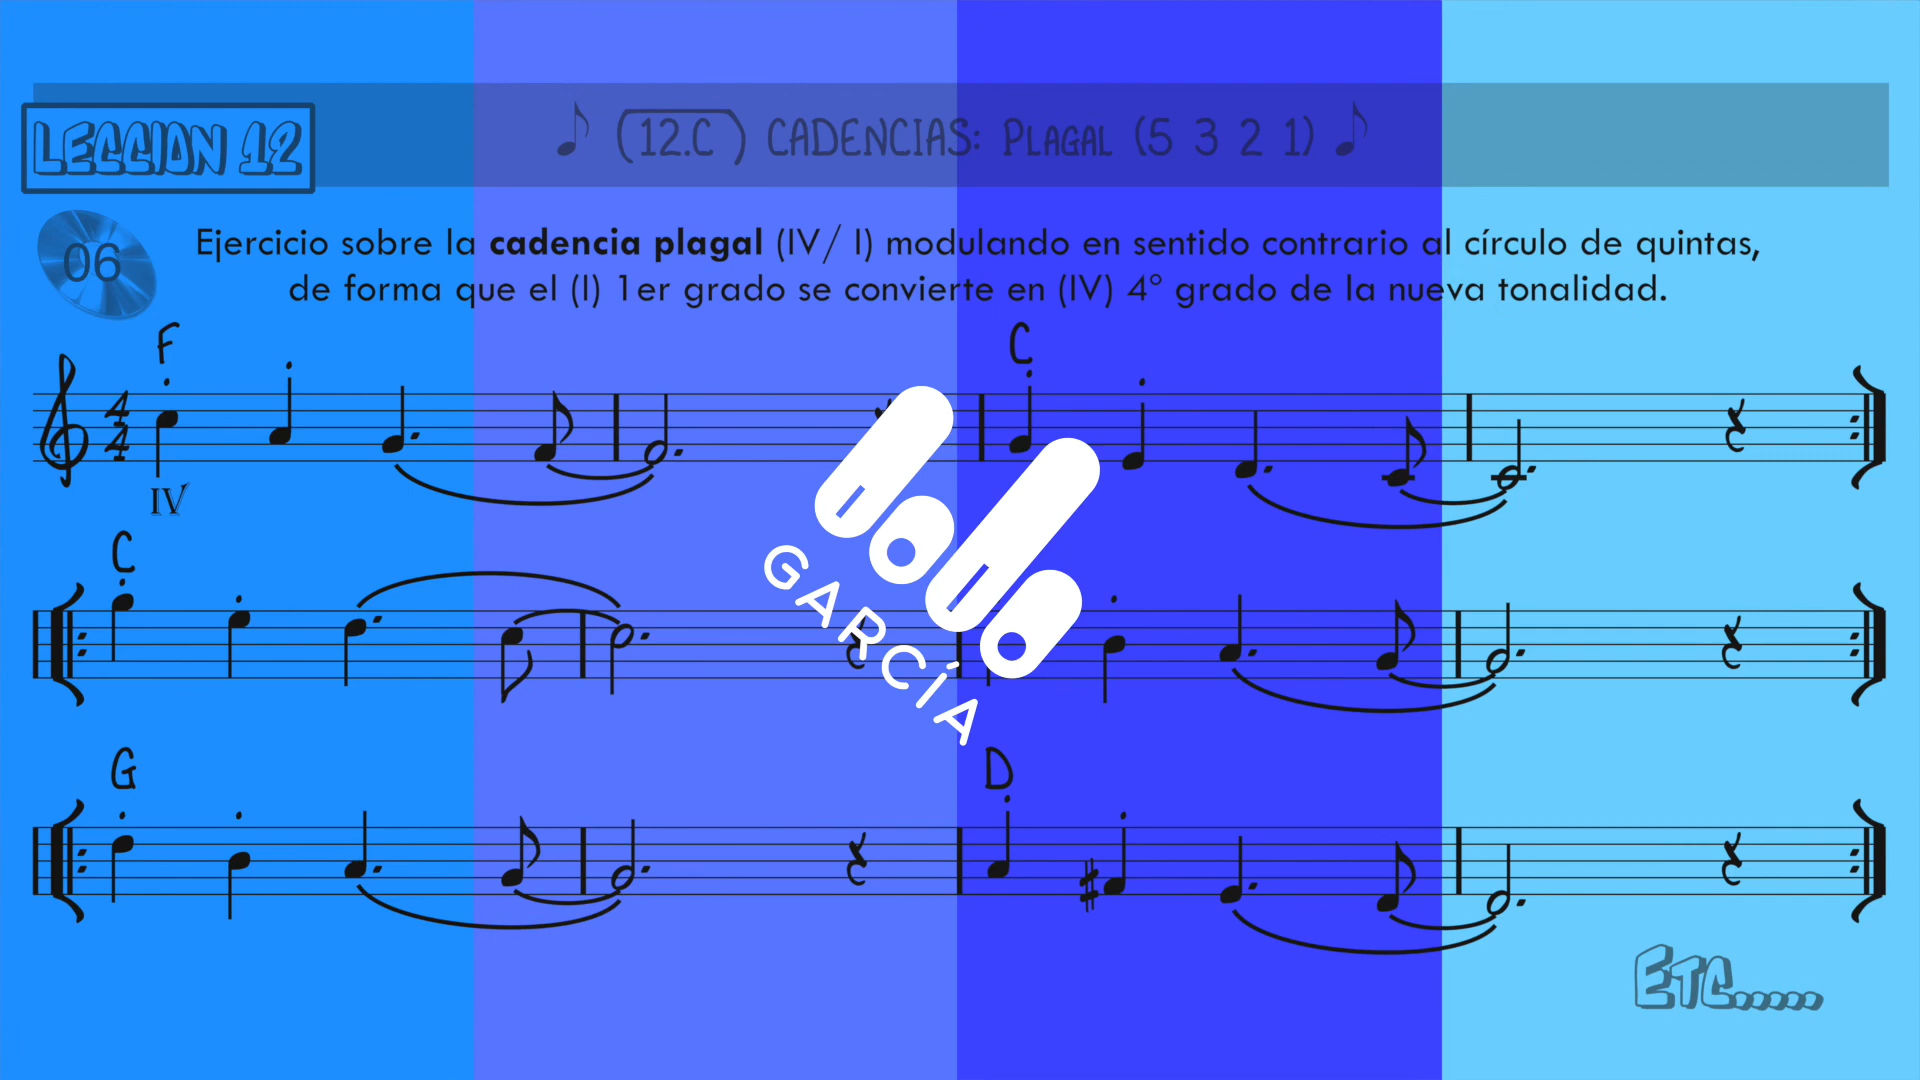 LECCION 12
(12.C) CADENCIAS: PLAGAL (5 3 2 1)
06
Ejercicio sobre la cadencia plagal (IV/ I) modulando en sentido contrario al círculo de quintas,
de forma que el (I) 1er grado se convierte en (IV) 4° grado de la nueva tonalidad.
F C
4
4
IV
C
GARCÍA
G D
ETC......